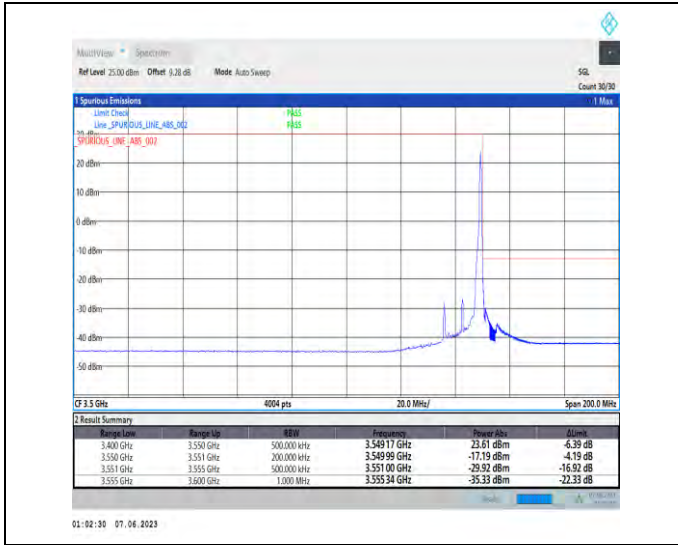 MultiView Spectrum
Ref Level 25.00 dBm Offset 9.28 dB Mode Auto Sweep SGL
Count 30/30
1 Spurious Emissions 1 Max
Limit Check PASS
Line _SPURIOUS_LINE_ABS_002 PASS
_SPURIOUS_LINE_ABS_002
20 dBm
10 dBm
0 dBm
-10 dBm
-20 dBm
-30 dBm
-40 dBm
-50 dBm
CF 3.5 GHz 4004 pts 20.0 MHz/ Span 200.0 MHz
2 Result Summary
Range Low Range Up RBW Frequency Power Abs ΔLimit
3.400 GHz 3.550 GHz 500.000 kHz 3.549 17 GHz 23.61 dBm -6.39 dB
3.550 GHz 3.551 GHz 200.000 kHz 3.549 99 GHz -17.19 dBm -4.19 dB
3.551 GHz 3.555 GHz 500.000 kHz 3.551 00 GHz -29.92 dBm -16.92 dB
3.555 GHz 3.600 GHz 1.000 MHz 3.555 34 GHz -35.33 dBm -22.33 dB
01:02:30 07.06.2023